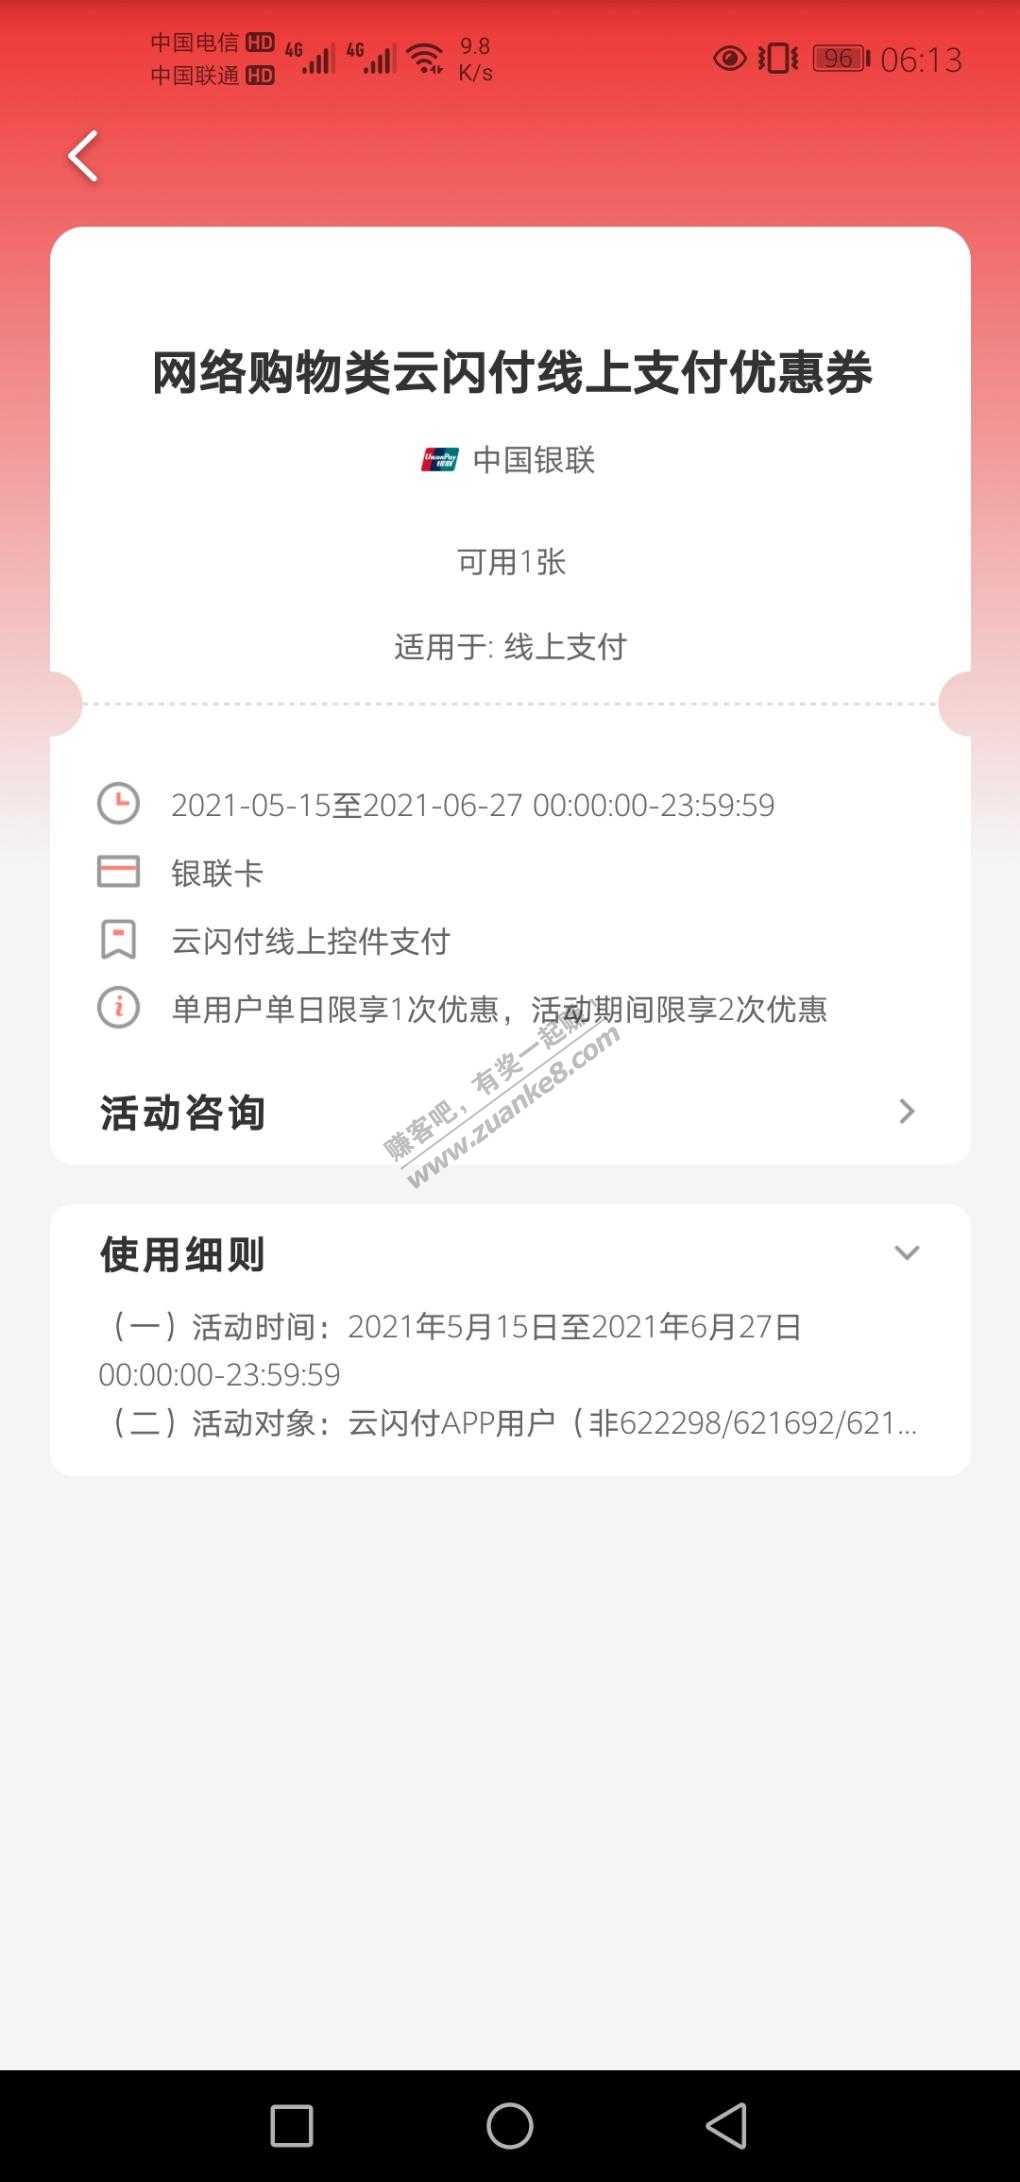 中国电信 HD 4G 4G 9.8 K/s 96 06:13
中国联通 HD
网络购物类云闪付线上支付优惠券
UnionPay 银联 中国银联
可用1张
适用于: 线上支付
2021-05-15至2021-06-27 00:00:00-23:59:59
银联卡
云闪付线上控件支付
单用户单日限享1次优惠，活动期间限享2次优惠
赚客吧，有奖一起赚！
www.zuanke8.com
活动咨询
使用细则
（一）活动时间：2021年5月15日至2021年6月27日
00:00:00-23:59:59
（二）活动对象：云闪付APP用户（非622298/621692/621...